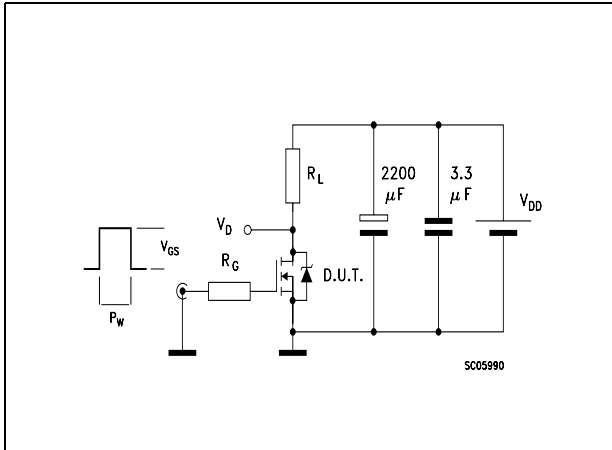 R_L
2200
μF
3.3
μF
V_DD
V_D
V_GS
R_G
D.U.T.
P_W
SC05990